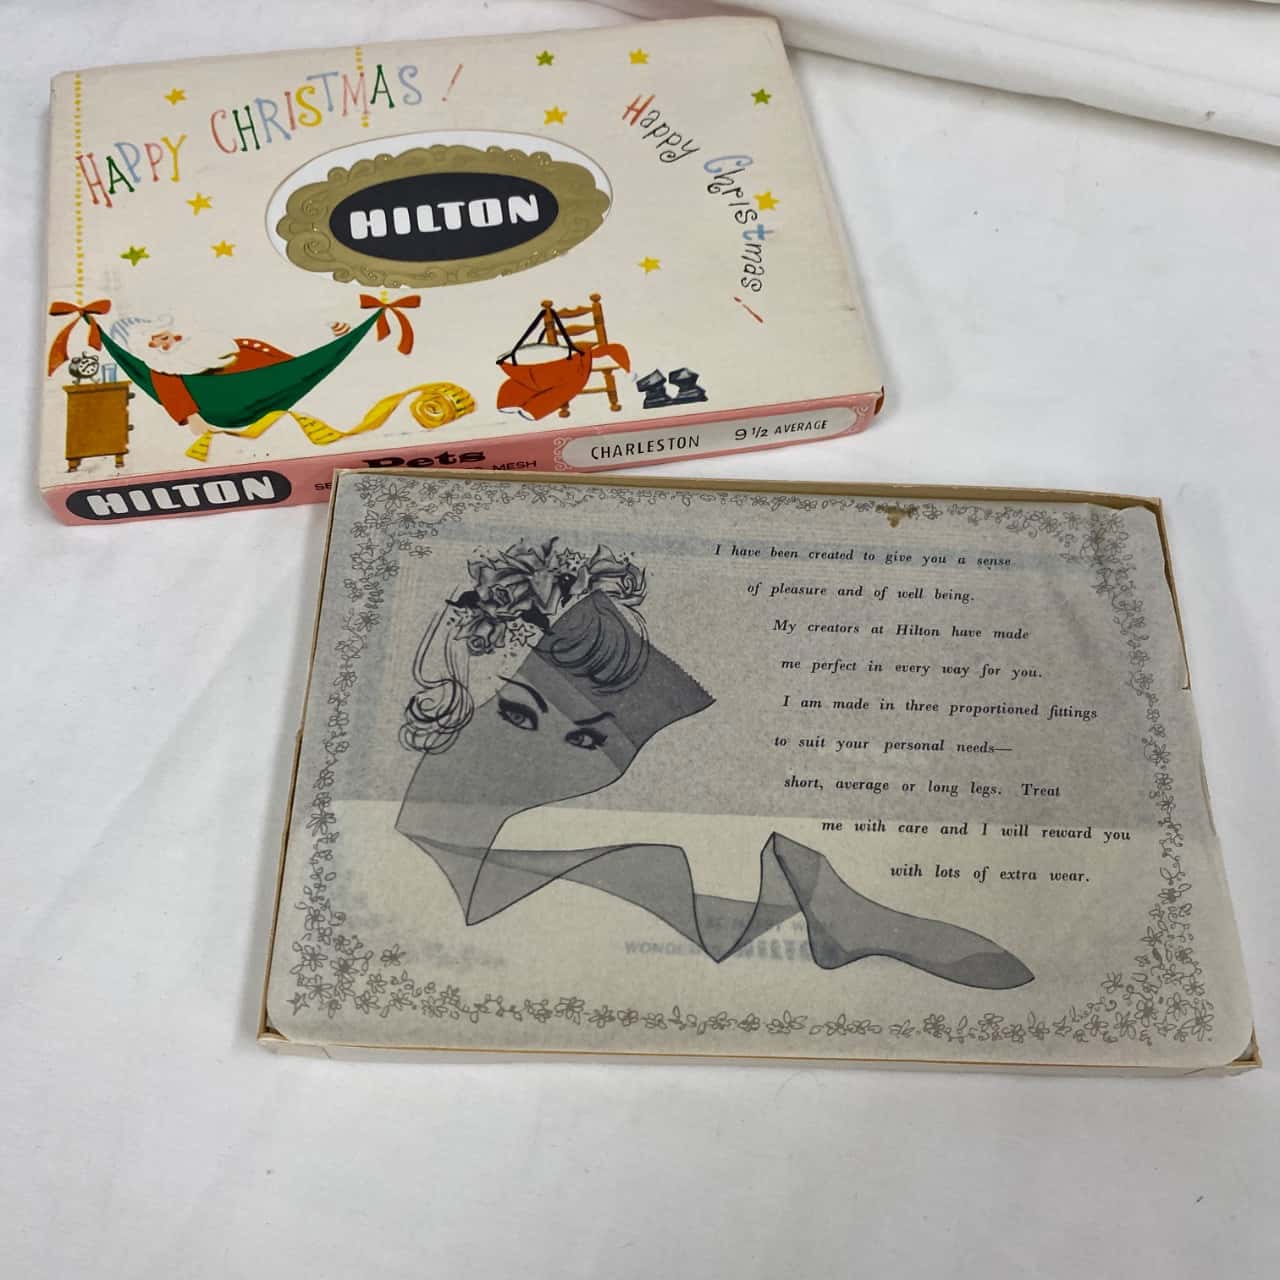 HAPPY CHRISTMAS!
Happy Christmas!
HILTON
HILTON
Pets
MESH
CHARLESTON 9 1/2 AVERAGE
I have been created to give you a sense
of pleasure and of well being.
My creators at Hilton have made
me perfect in every way for you.
I am made in three proportioned fittings
to suit your personal needs—
short, average or long legs. Treat
me with care and I will reward you
with lots of extra wear.